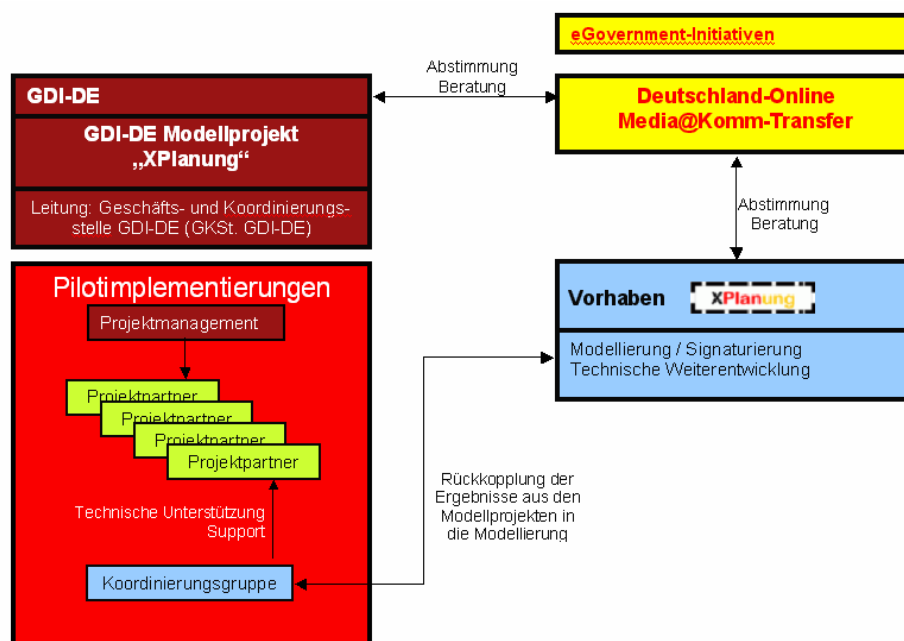 eGovernment-Initiativen
Abstimmung
Beratung
GDI-DE
GDI-DE Modellprojekt
„XPlanung“
Leitung: Geschäfts- und Koordinierungs-
stelle GDI-DE (GKSt. GDI-DE)
Deutschland-Online
Media@Komm-Transfer
Abstimmung
Beratung
Pilotimplementierungen
Projektmanagement
Projektpartner
Projektpartner
Projektpartner
Projektpartner
Technische Unterstützung
Support
Koordinierungsgruppe
Vorhaben XPlanung
Modellierung / Signaturierung
Technische Weiterentwicklung
Rückkopplung der
Ergebnisse aus den
Modellprojekten in
die Modellierung